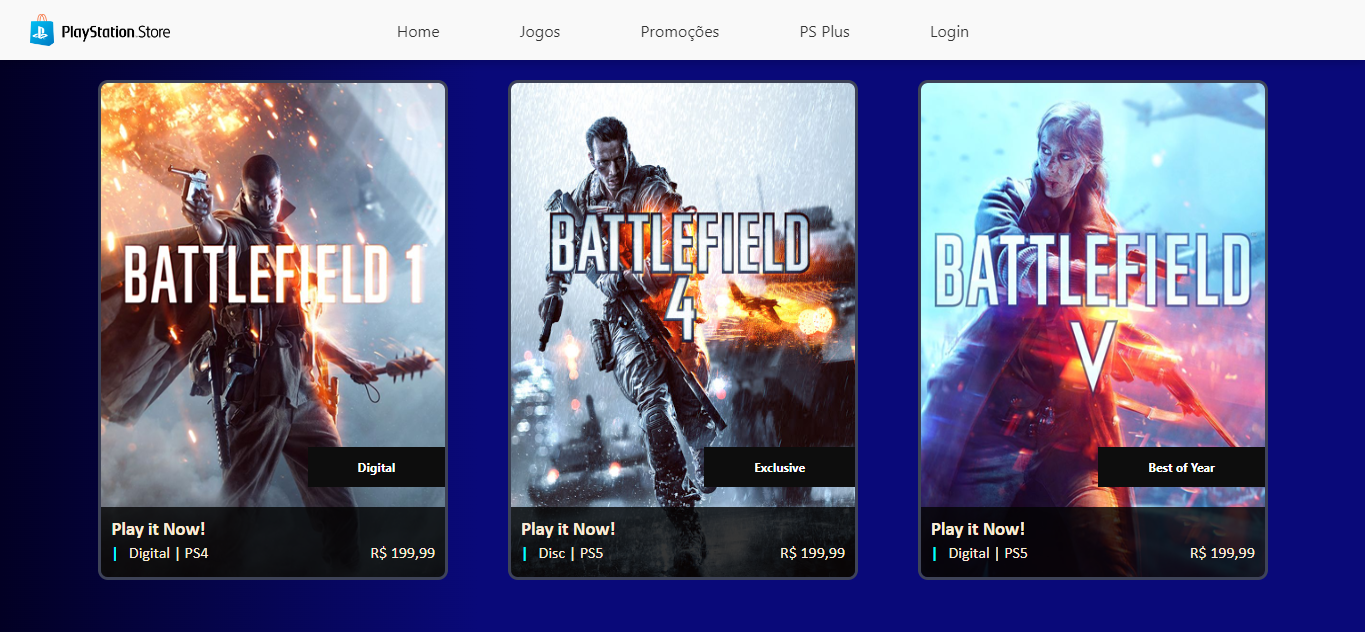 PlayStation.Store
Home
Jogos
Promoções
PS Plus
Login
BATTLEFIELD 1
Digital
Play it Now!
| Digital | PS4
R$ 199,99
BATTLEFIELD
4
Exclusive
Play it Now!
| Disc | PS5
R$ 199,99
BATTLEFIELD
V
Best of Year
Play it Now!
| Digital | PS5
R$ 199,99